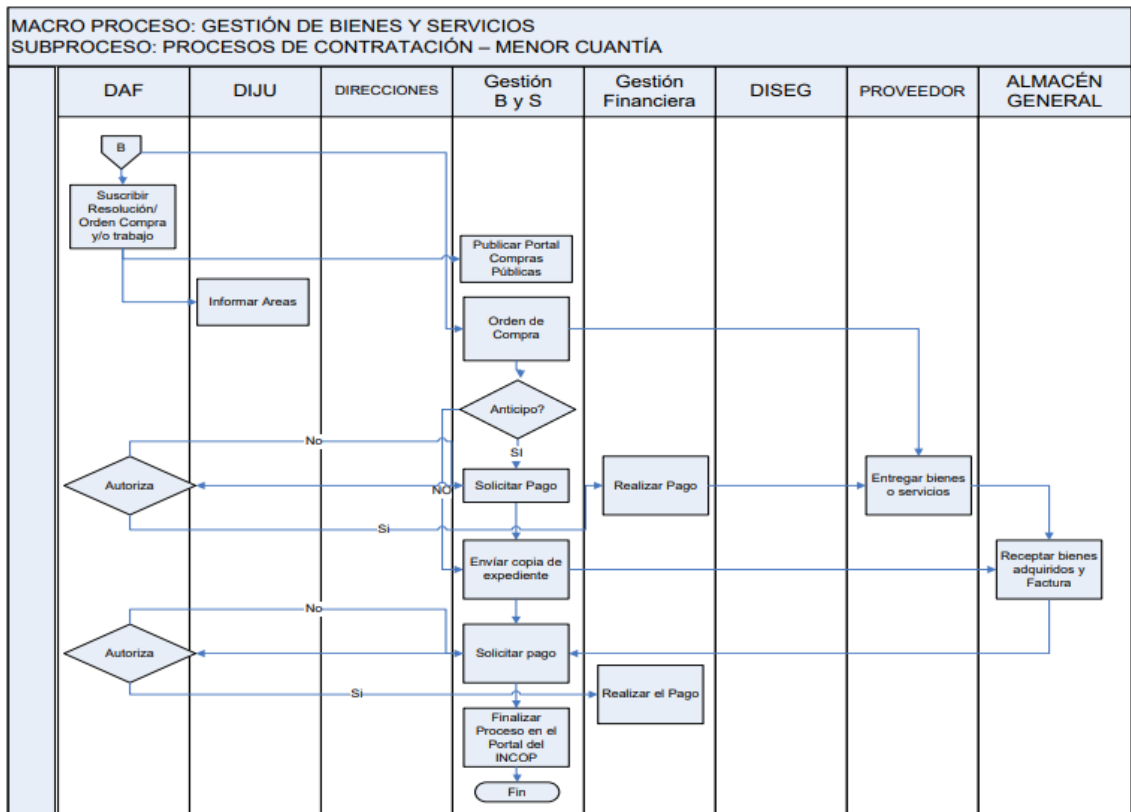 MACRO PROCESO: GESTIÓN DE BIENES Y SERVICIOS
SUBPROCESO: PROCESOS DE CONTRATACIÓN – MENOR CUANTÍA
DAF
DIJU
DIRECCIONES
Gestión
B y S
Gestión
Financiera
DISEG
PROVEEDOR
ALMACÉN
GENERAL
B
Suscribir
Resolución/
Orden Compra
y/o trabajo
Publicar Portal
Compras
Públicas
Informar Areas
Orden de
Compra
Anticipo?
No
SI
Autoriza
NO
Solicitar Pago
Realizar Pago
Entregar bienes
o servicios
Si
Envíar copia de
expediente
Receptar bienes
adquiridos y
Factura
No
Autoriza
Solicitar pago
Si
Realizar el Pago
Finalizar
Proceso en el
Portal del
INCOP
Fin